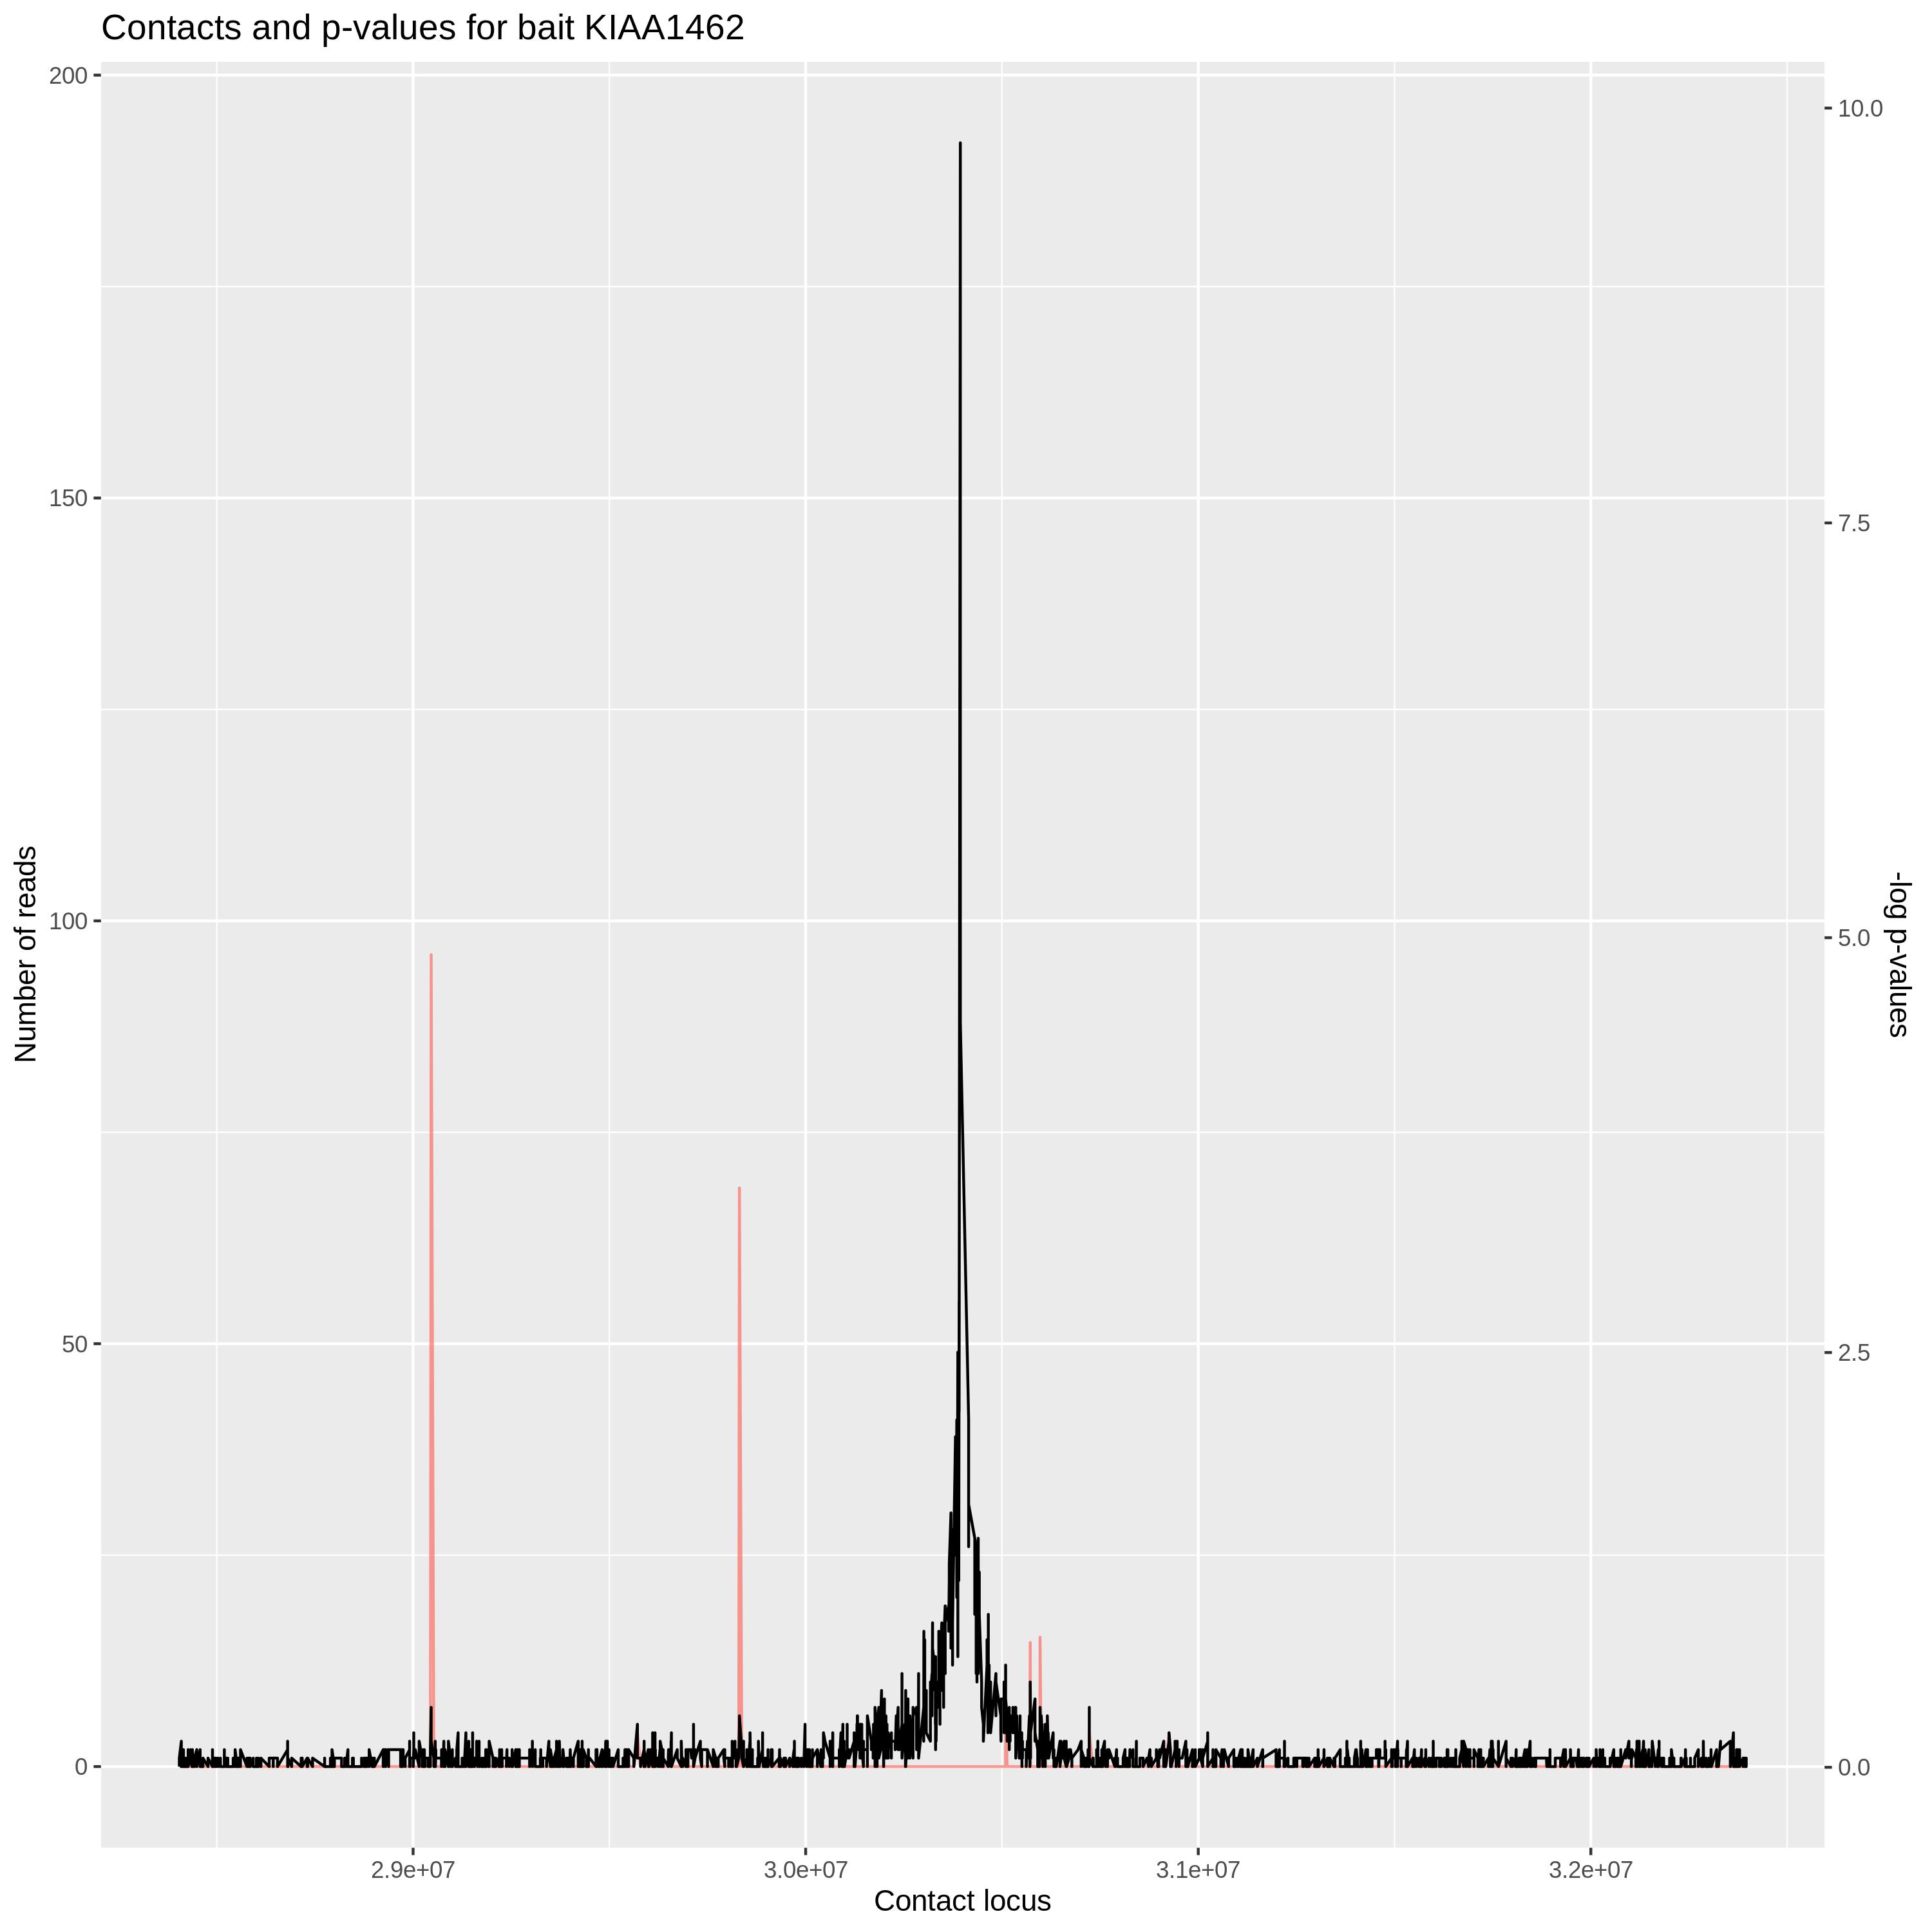 Contacts and p-values for bait KIAA1462
200
150
100
50
0
10.0
7.5
5.0
2.5
0.0
Number of reads
-log p-values
2.9e+07
3.0e+07
3.1e+07
3.2e+07
Contact locus